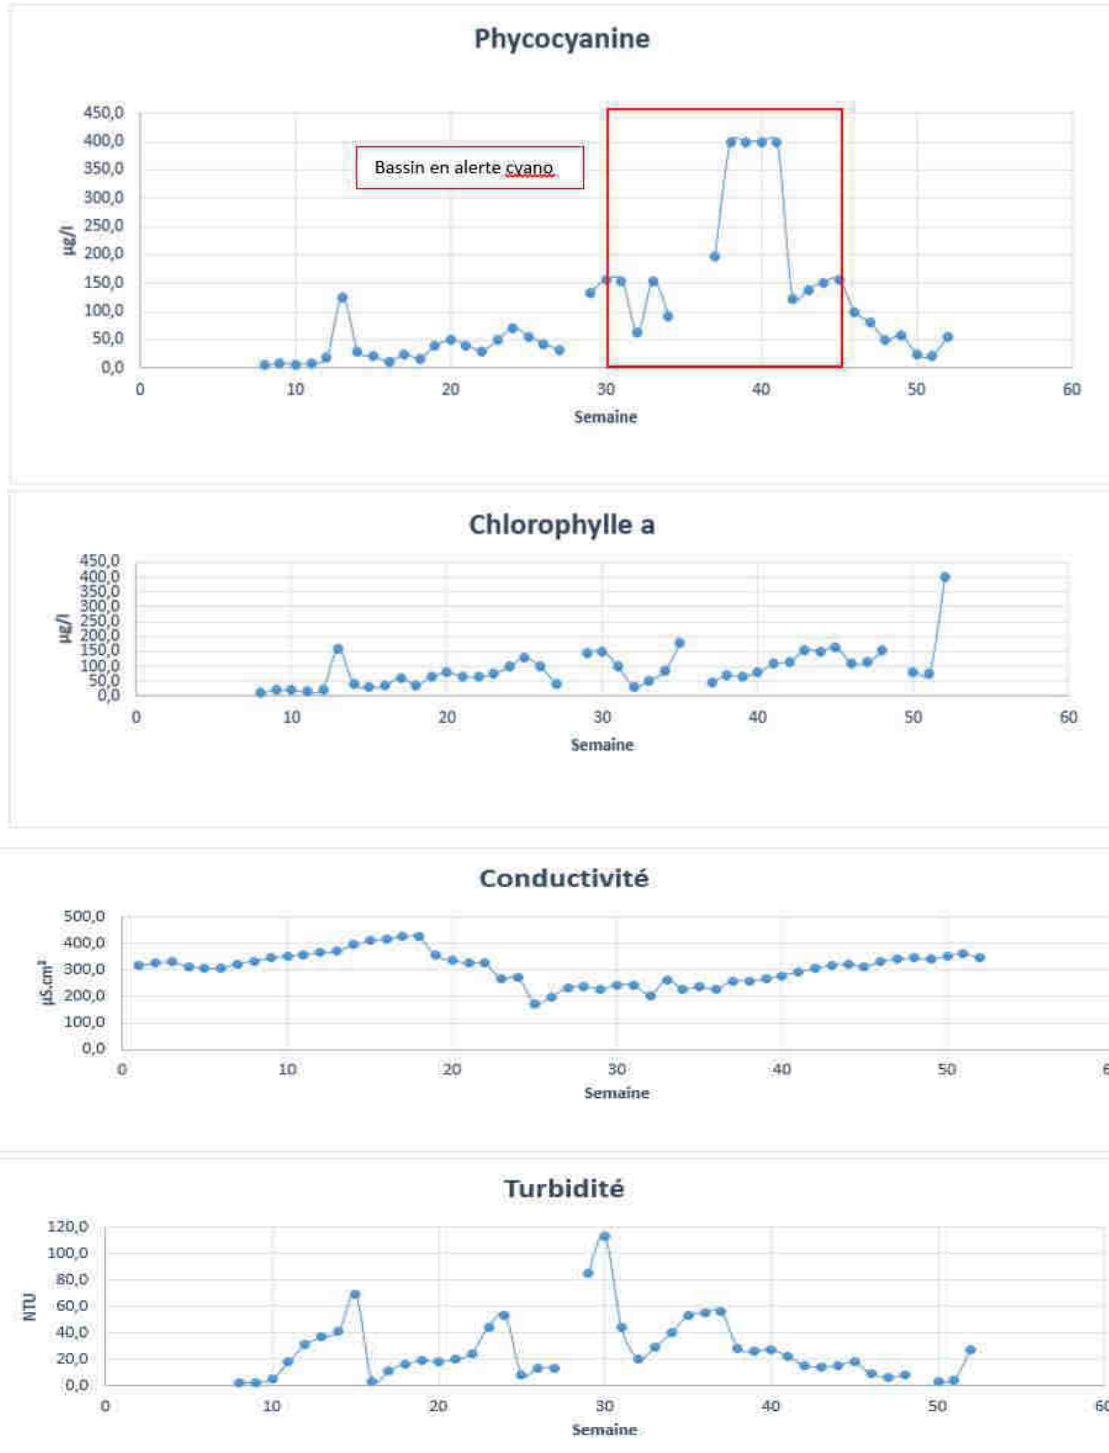 Phycocyanine
450,0
400,0
350,0
300,0
250,0
200,0
150,0
100,0
50,0
0,0
µg/l
Bassin en alerte cyano
0 10 20 30 40 50 60
Semaine
Chlorophylle a
450,0
400,0
350,0
300,0
250,0
200,0
150,0
100,0
50,0
0,0
µg/l
0 10 20 30 40 50 60
Semaine
Conductivité
500,0
400,0
300,0
200,0
100,0
0,0
µS.cm²
0 10 20 30 40 50 6
Semaine
Turbidité
120,0
100,0
80,0
60,0
40,0
20,0
0,0
NTU
0 10 20 30 40 50 60
Semaine